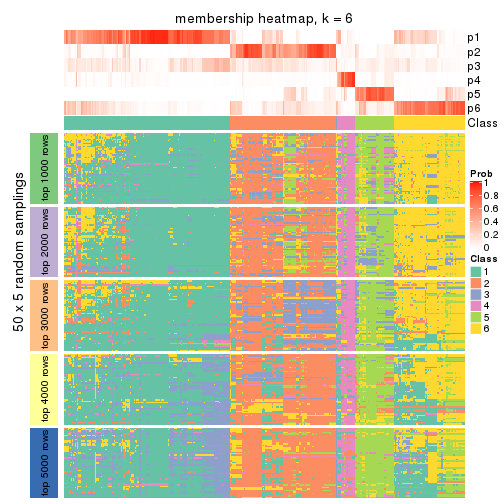 membership heatmap, k = 6
p1
p2
p3
p4
p5
p6
Class
50 x 5 random samplings
top 1000 rows
top 2000 rows
top 3000 rows
top 4000 rows
top 5000 rows
Prob
1
0.8
0.6
0.4
0.2
0
Class
1
2
3
4
5
6